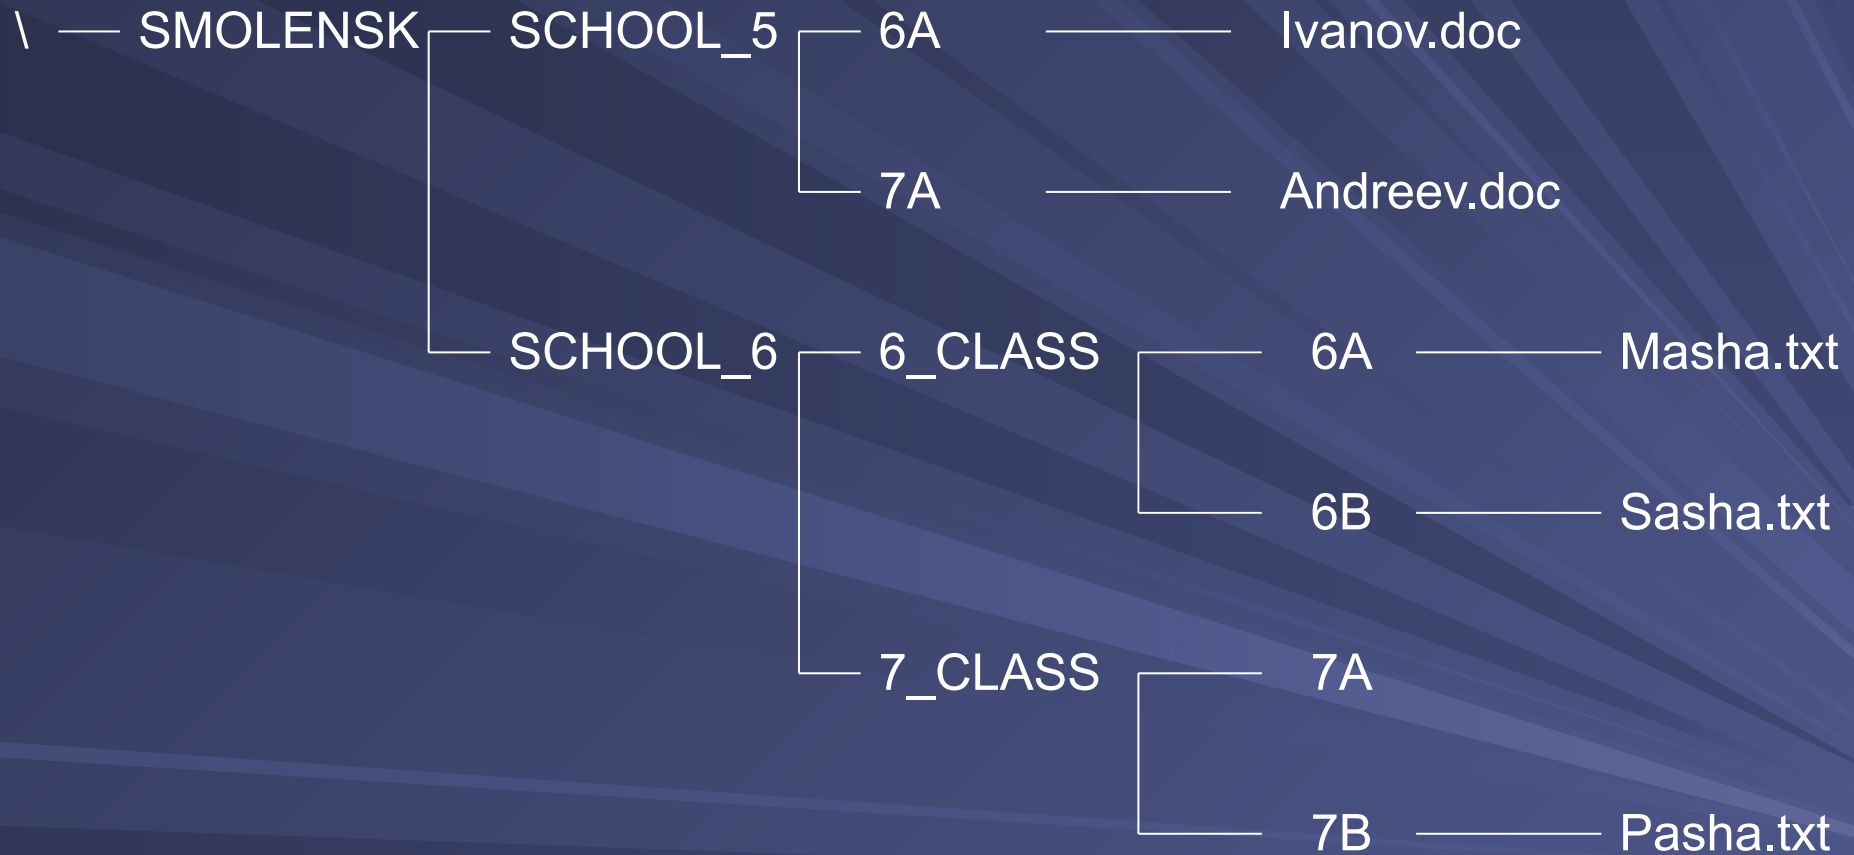 \ SMOLENSK SCHOOL_5 6A Ivanov.doc
7A Andreev.doc
SCHOOL_6 6_CLASS 6A Masha.txt
6B Sasha.txt
7_CLASS 7A
7B Pasha.txt